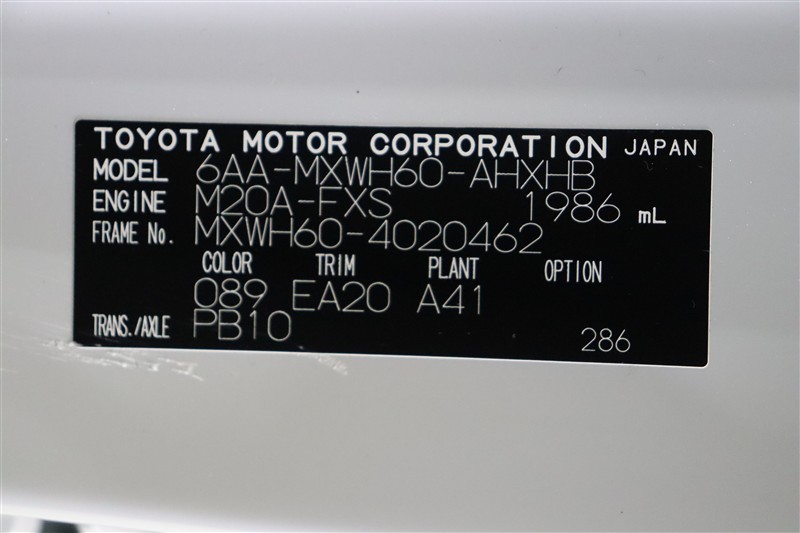 TOYOTA MOTOR CORPORATION JAPAN
MODEL 6AA-MXWH60-AHXHB
ENGINE M20A-FXS 1986 mL
FRAME No. MXWH60-4020462
COLOR TRIM PLANT OPTION
089 EA20 A41
TRANS./AXLE PB10 286